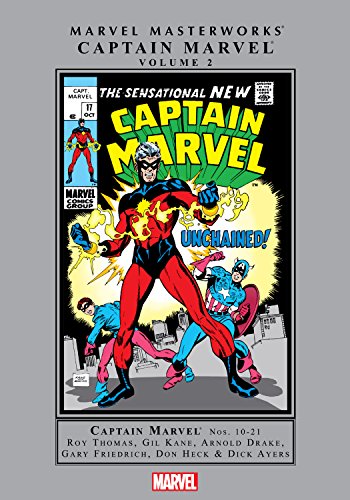 MARVEL MASTERWORKS®
CAPTAIN MARVEL®
VOLUME 2
CAPT. MARVEL
17
OCT
MARVEL
COMICS
GROUP
THE SENSATIONAL NEW
CAPTAIN
MARVEL
TM
UNCHAINED!
CAPTAIN MARVEL® Nos. 10-21
ROY THOMAS, GIL KANE, ARNOLD DRAKE,
GARY FRIEDRICH, DON HECK & DICK AYERS
MARVEL